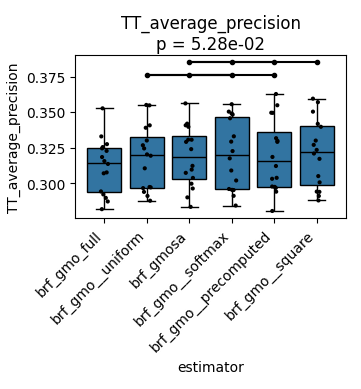 TT_average_precision
p = 5.28e-02
TT_average_precision
0.375
0.350
0.325
0.300
brf_gmo_full
brf_gmo__uniform
brf_gmosa
brf_gmo__softmax
brf_gmo__precomputed
brf_gmo__square
estimator